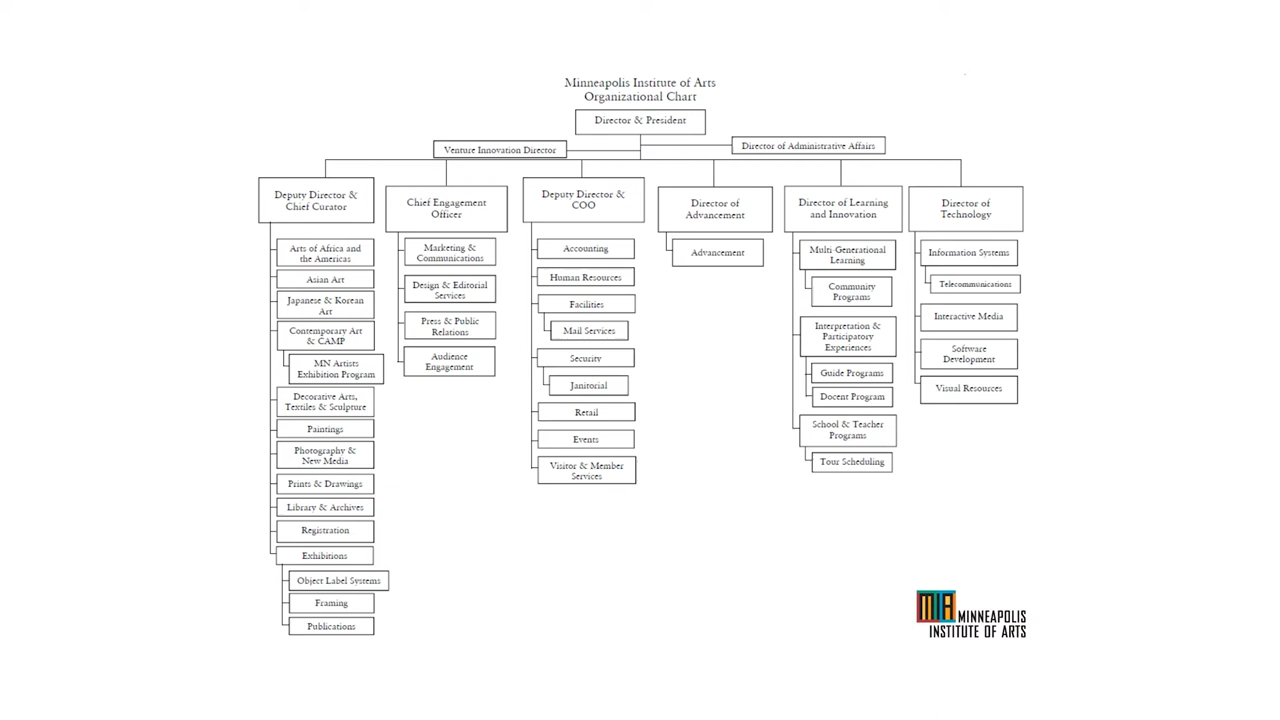 Minneapolis Institute of Arts
Organizational Chart
Director & President
Venture Innovation Director
Director of Administrative Affairs
Deputy Director &
Chief Curator
Arts of Africa and
the Americas
Asian Art
Japanese & Korean
Art
Contemporary Art
& CAMP
MN Artists
Exhibition Program
Decorative Arts,
Textiles & Sculpture
Paintings
Photography &
New Media
Prints & Drawings
Library & Archives
Registration
Exhibitions
Object Label Systems
Framing
Publications
Chief Engagement
Officer
Marketing &
Communications
Design & Editorial
Services
Press & Public
Relations
Audience
Engagement
Deputy Director &
COO
Accounting
Human Resources
Facilities
Mail Services
Security
Janitorial
Retail
Events
Visitor & Member
Services
Director of
Advancement
Advancement
Director of Learning
and Innovation
Multi-Generational
Learning
Community
Programs
Interpretation &
Participatory
Experiences
Guide Programs
Docent Program
School & Teacher
Programs
Tour Scheduling
Director of
Technology
Information Systems
Telecommunications
Interactive Media
Software
Development
Visual Resources
MIA
MINNEAPOLIS
INSTITUTE OF ARTS